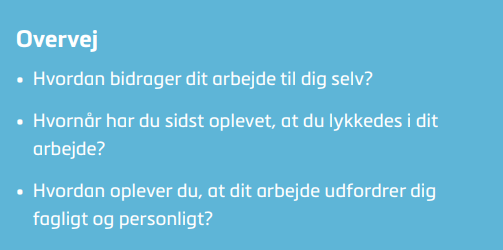 Overvej
• Hvordan bidrager dit arbejde til dig selv?
• Hvornår har du sidst oplevet, at du lykkedes i dit
arbejde?
• Hvordan oplever du, at dit arbejde udfordrer dig
fagligt og personligt?